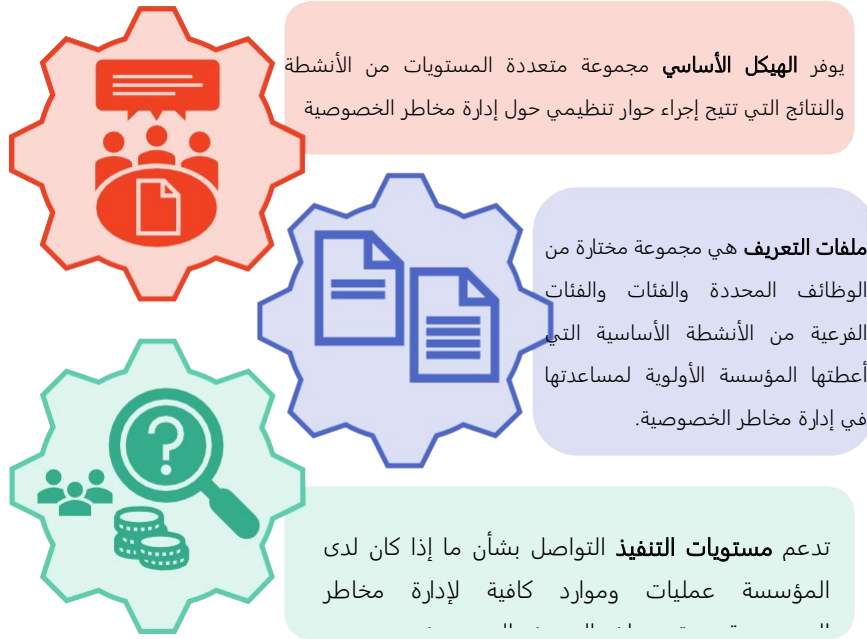 يوفر الهيكل الأساسي مجموعة متعددة المستويات من الأنشطة
والنتائج التي تتيح إجراء حوار تنظيمي حول إدارة مخاطر الخصوصية
ملفات التعريف هي مجموعة مختارة من
الوظائف المحددة والفئات والفئات
الفرعية من الأنشطة الأساسية التي
أعطتها المؤسسة الأولوية لمساعدتها
في إدارة مخاطر الخصوصية.
تدعم مستويات التنفيذ التواصل بشأن ما إذا كان لدى
المؤسسة عمليات وموارد كافية لإدارة مخاطر